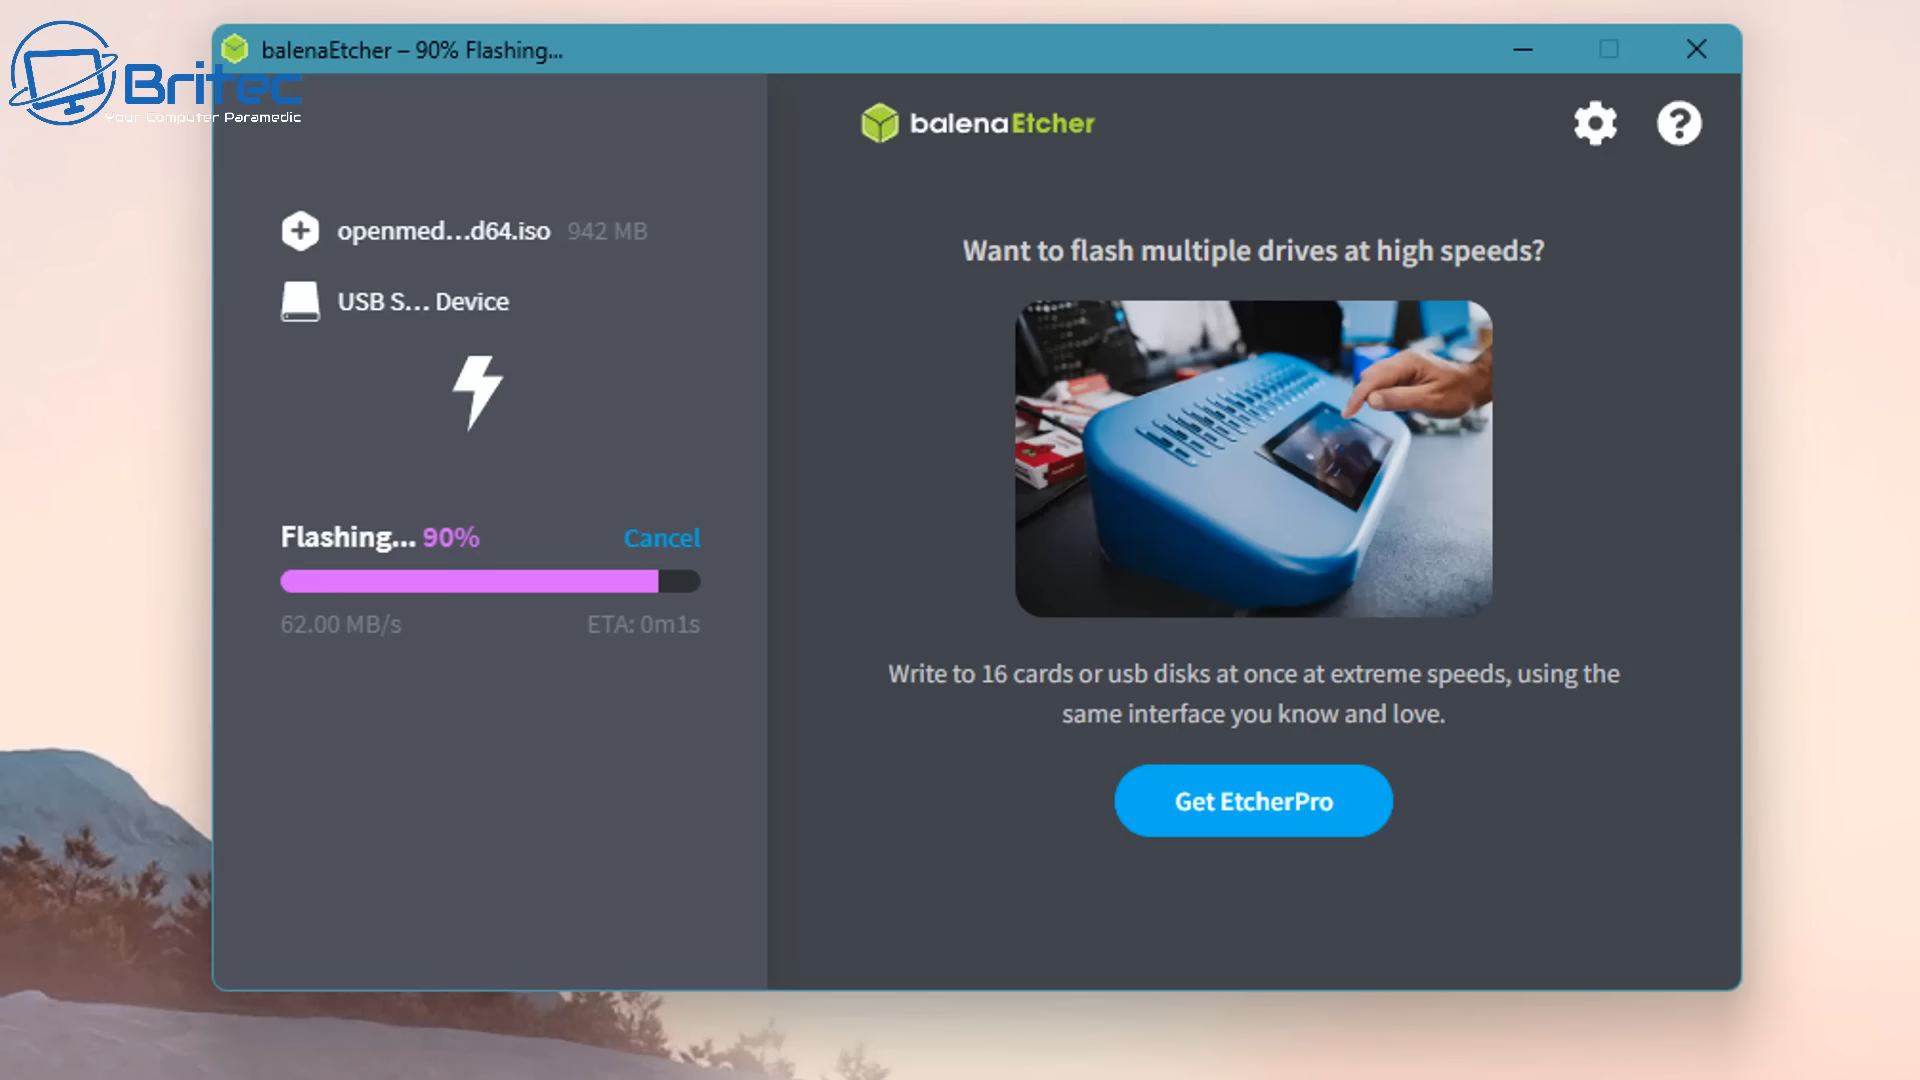 balenaEtcher – 90% Flashing...
Britec
Your Computer Paramedic
balenaEtcher
openmed...d64.iso 942 MB
USB S... Device
Flashing... 90%
Cancel
62.00 MB/s
ETA: 0m1s
Want to flash multiple drives at high speeds?
Write to 16 cards or usb disks at once at extreme speeds, using the
same interface you know and love.
Get EtcherPro